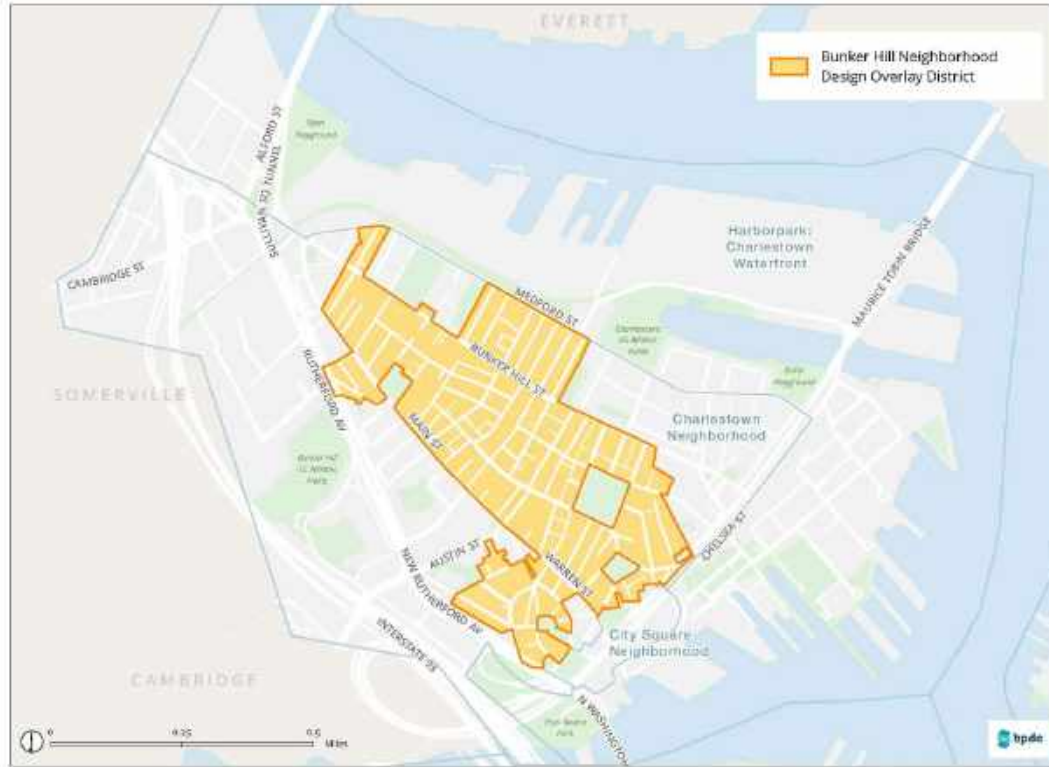 EVEREST
Bunker Hill Neighborhood
Design Overlay District
ALFORD ST
SULLIVAN SQ TUNNEL
Harborpark:
Charlestown
Waterfront
MAURICE TOBIN BRIDGE
CAMBRIDGE ST
MEDFORD ST
BUNKER HILL ST
RUTHERFORD AV
SOMERVILLE
MAIN ST
Charlestown
Neighborhood
CHELSEA ST
AUSTIN ST
WARREN ST
NEW RUTHERFORD AV
City Square
Neighborhood
INTERSTATE 93
CAMBRIDGE
N WASHINGTON
0 0.25 0.5
Miles
bpda